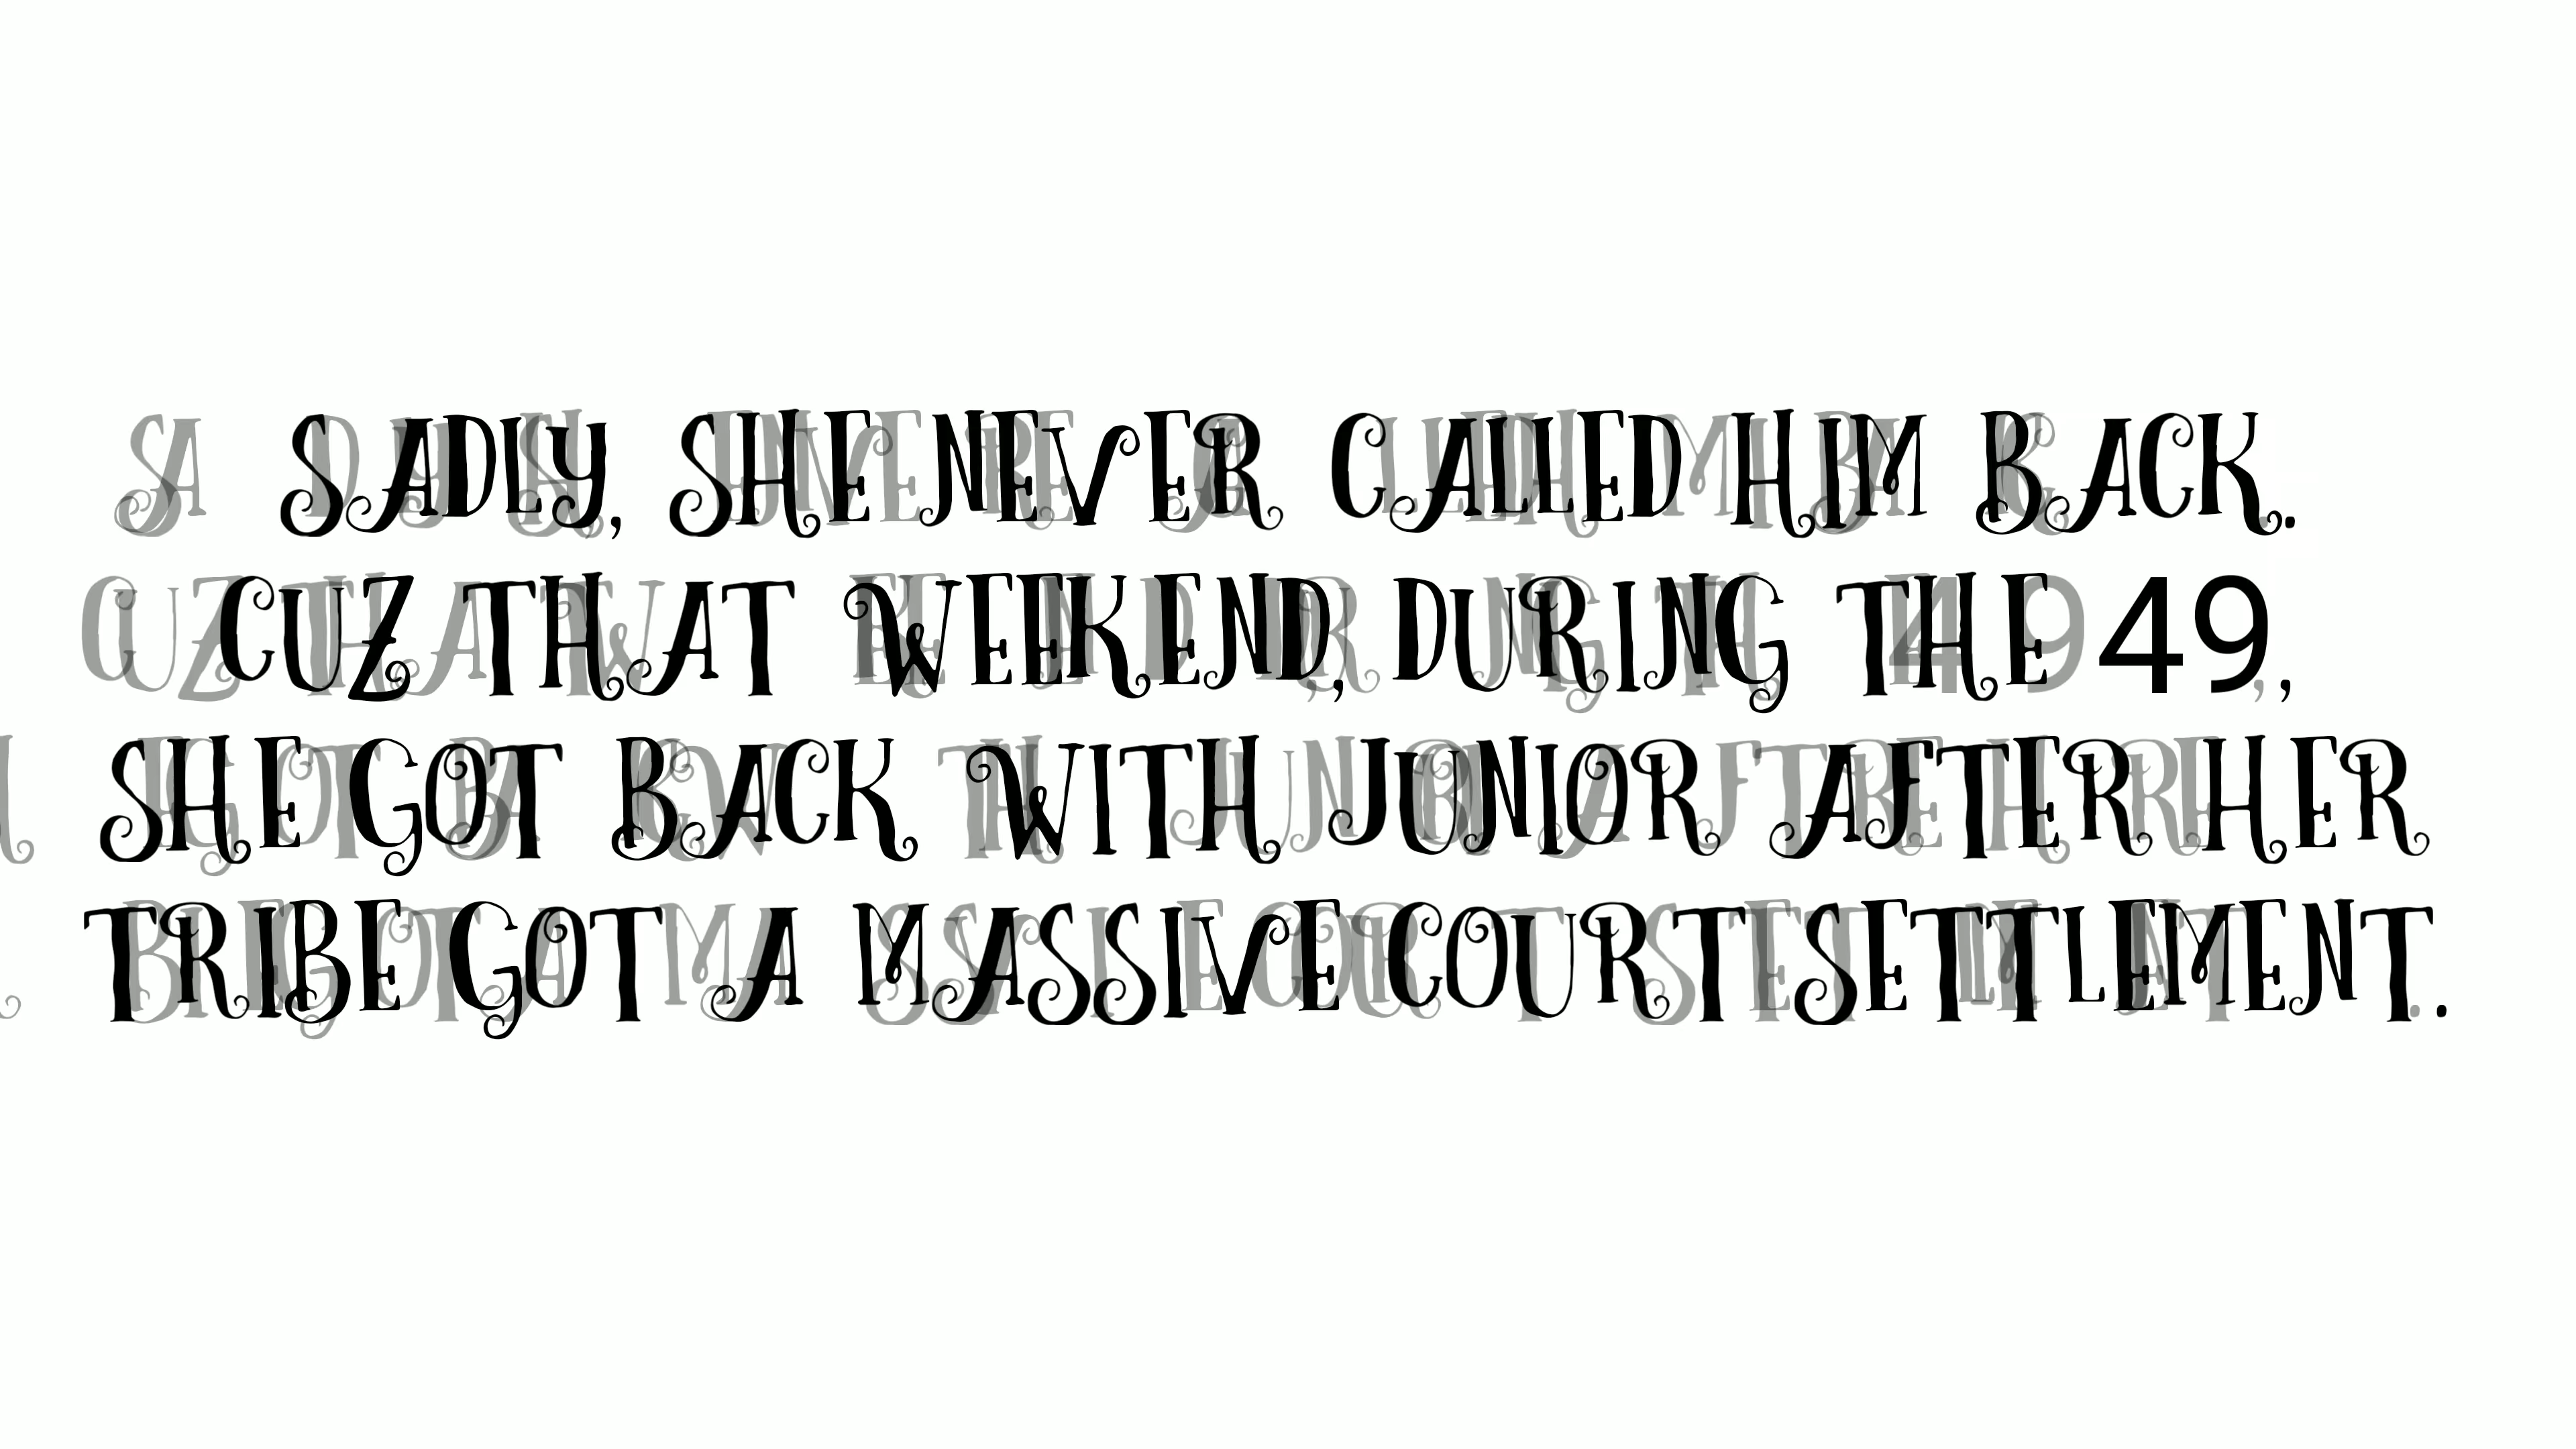 SADLY, SHE NEVER CALLED HIM BACK.
CUZ THAT WEEKEND, DURING THE 49,
SHE GOT BACK WITH JUNIOR AFTER HER
TRIBE GOT A MASSIVE COURT SETTLEMENT.